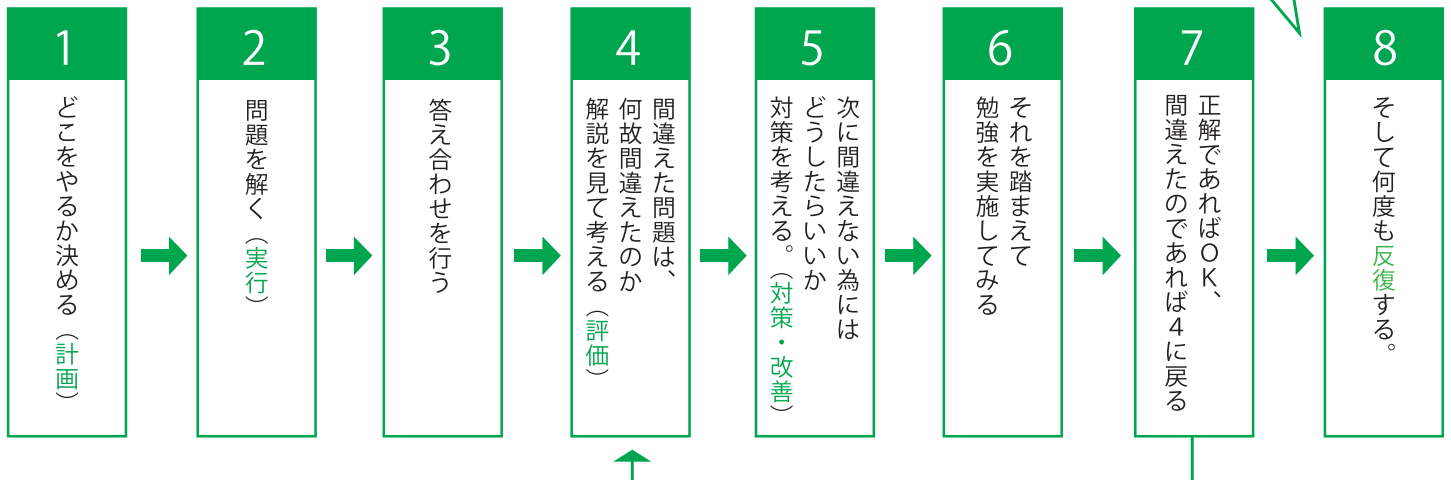 1
どこをやるか決める（計画）
2
問題を解く（実行）
3
答え合わせを行う
4
間違えた問題は、
何故間違えたのか
解説を見て考える（評価）
5
次に間違えない為には
どうしたらいいか
対策を考える。（対策・改善）
6
それを踏まえて
勉強を実施してみる
7
正解であればＯＫ、
間違えたのであれば４に戻る
8
そして何度も反復する。